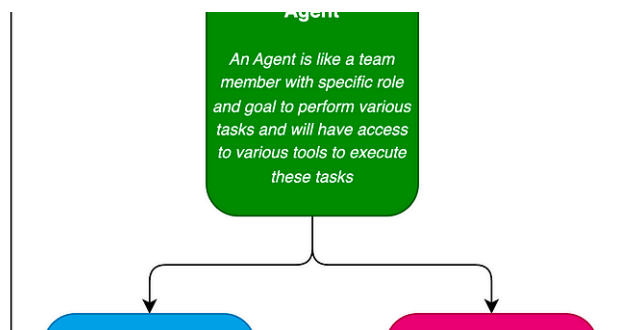 Agent
An Agent is like a team
member with specific role
and goal to perform various
tasks and will have access
to various tools to execute
these tasks